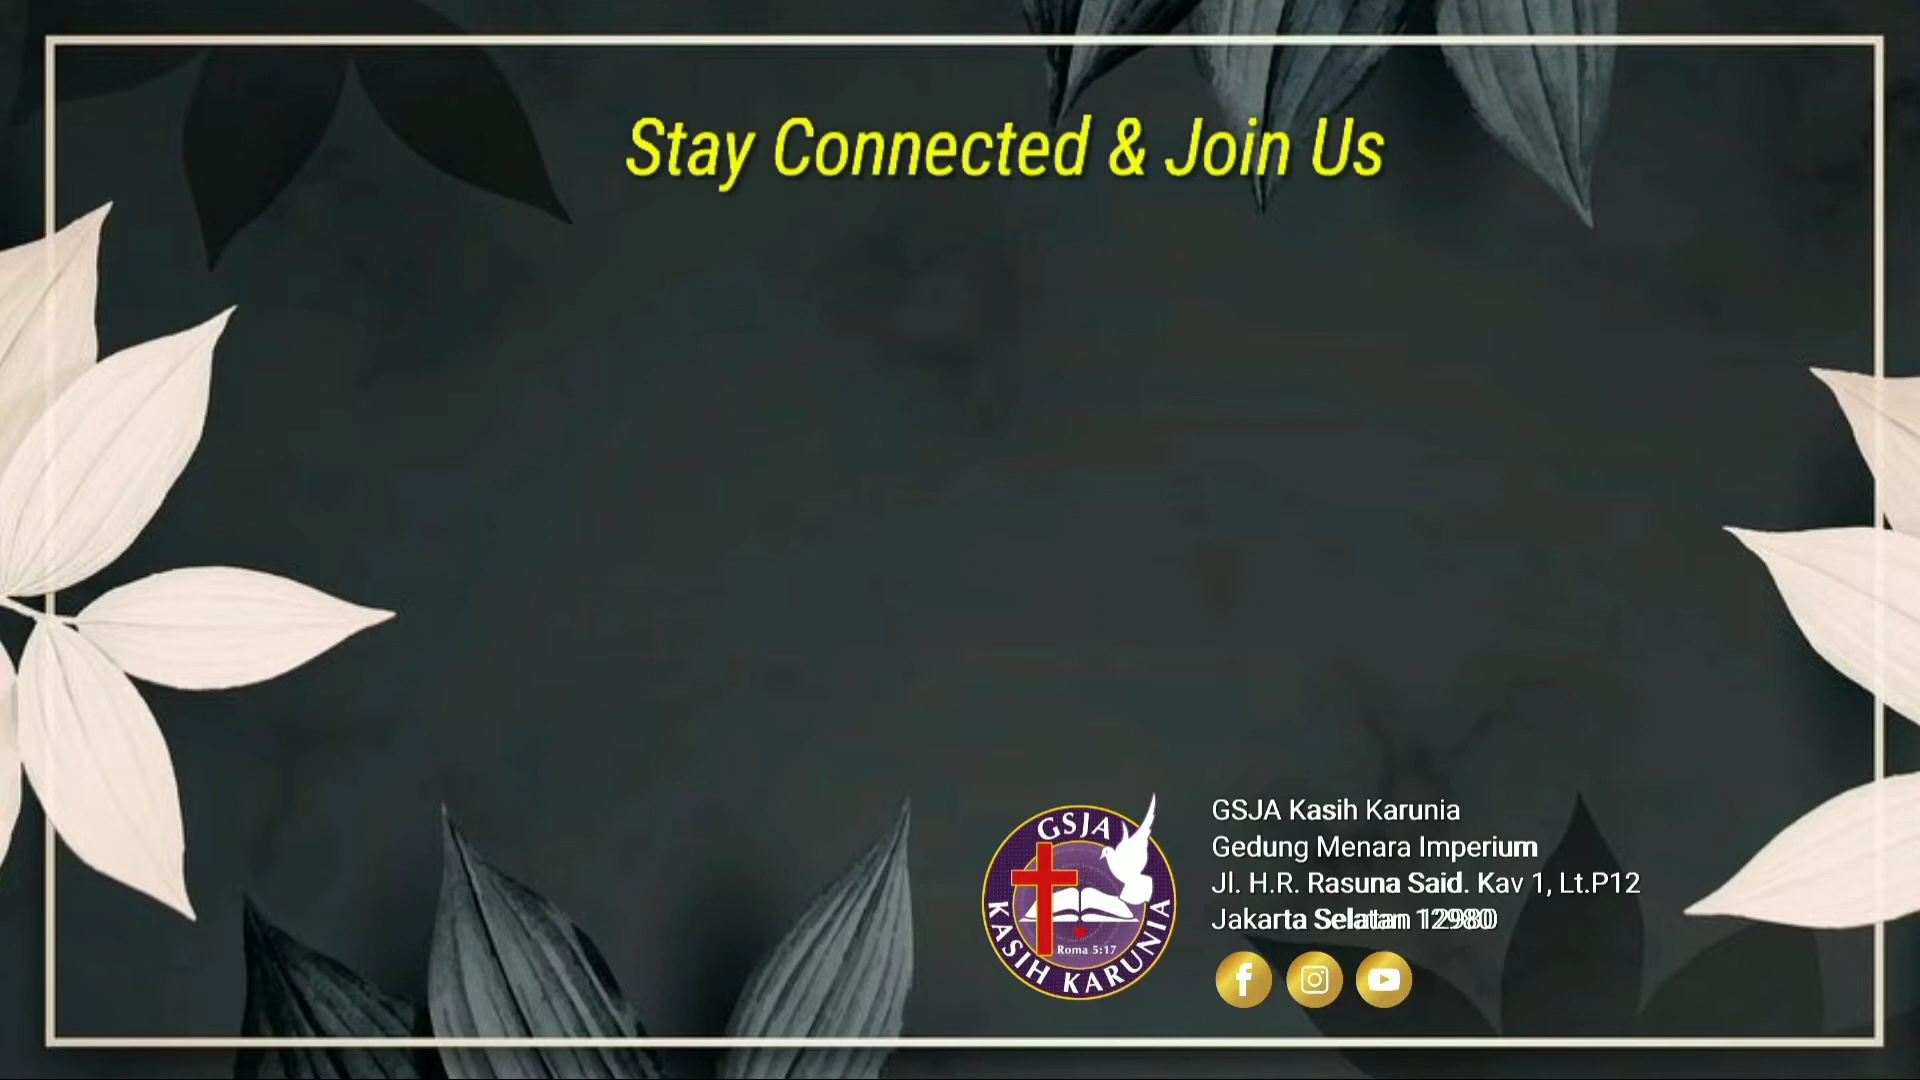 Stay Connected & Join Us
GSJA
KASIH KARUNIA
Roma 5:17
GSJA Kasih Karunia
Gedung Menara Imperium
Jl. H.R. Rasuna Said. Kav 1, Lt.P12
Jakarta Selatan 12980